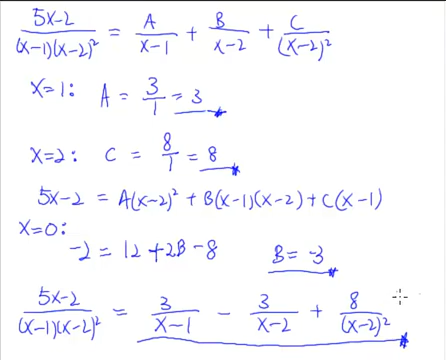 (5x-2)/((x-1)(x-2)²) = A/(x-1) + B/(x-2) + C/(x-2)²
x=1: A = 3/1 = 3
x=2: C = 8/1 = 8
5x-2 = A(x-2)² + B(x-1)(x-2) + C(x-1)
x=0:
-2 = 12 + 2B - 8 B = -3
(5x-2)/((x-1)(x-2)²) = 3/(x-1) - 3/(x-2) + 8/(x-2)²